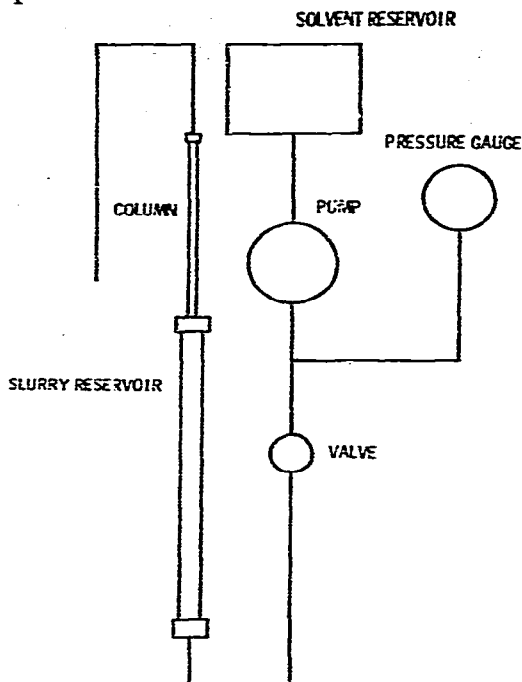 SOLVENT RESERVOIR
PRESSURE GAUGE
COLUMN
PUMP
SLURRY RESERVOIR
VALVE